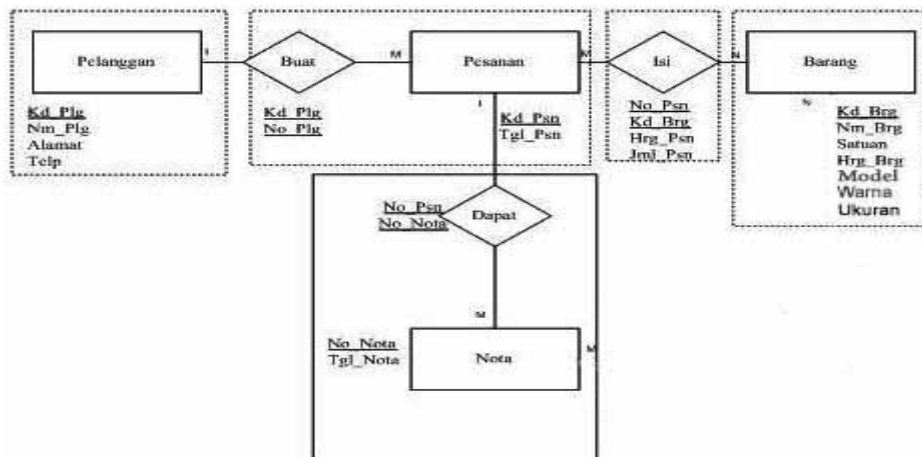 Pelanggan
1
Buat
M
Pesanan
M
Isi
N
Barang
Kd_Plg
Nm_Plg
Alamat
Telp
Kd_Plg
No_Plg
1
Kd_Psn
Tgl_Psn
No_Psn
Kd_Brg
Hrg_Psn
Jml_Psn
N
Kd_Brg
Nm_Brg
Satuan
Hrg_Brg
Model
Warna
Ukuran
No_Psn
No_Nota
Dapat
M
No_Nota
Tgl_Nota
Nota
M